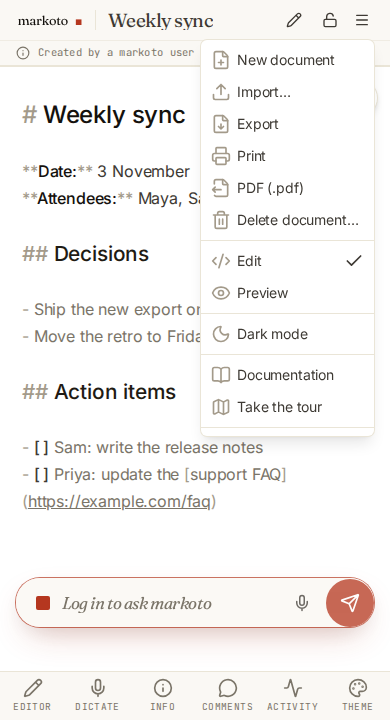 markoto
Weekly sync
Created by a markoto user
New document
Import...
Export
Print
PDF (.pdf)
Delete document...
Edit
Preview
Dark mode
Documentation
Take the tour
# Weekly sync
**Date:** 3 November
**Attendees:** Maya,
## Decisions
- Ship the new export
- Move the retro to
## Action items
- [ ] Sam: write the release notes
- [ ] Priya: update the [support FAQ]
(https://example.com/faq)
Log in to ask markoto
EDITOR DICTATE INFO COMMENTS ACTIVITY THEME